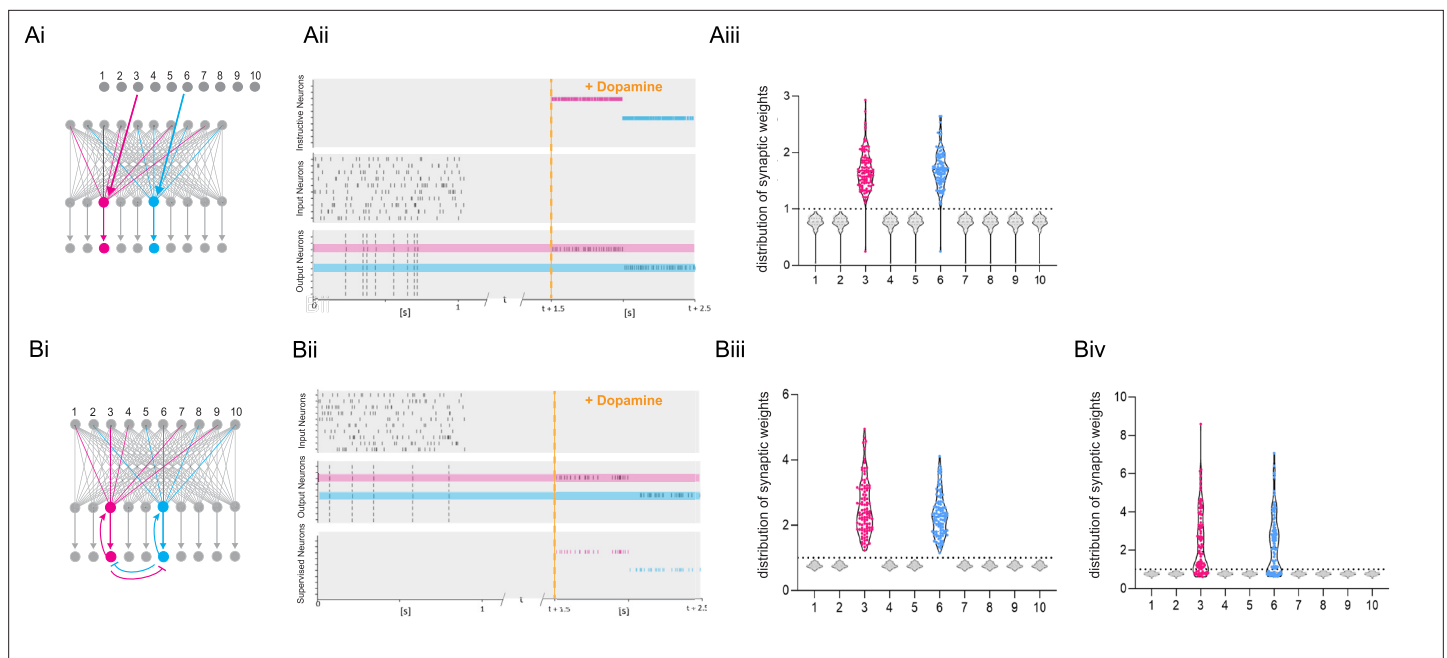 Ai
1 2 3 4 5 6 7 8 9 10
Aii
Instructive Neurons
Input Neurons
Output Neurons
+ Dopamine
0
[s]
1
t + 1.5
[s]
t + 2.5
Aiii
distribution of synaptic weights
3
2
1
0
1 2 3 4 5 6 7 8 9 10
Bi
1 2 3 4 5 6 7 8 9 10
Bii
Input Neurons
Output Neurons
Supervised Neurons
+ Dopamine
0
[s]
1
t + 1.5
[s]
t + 2.5
Biii
distribution of synaptic weights
6
4
2
0
1 2 3 4 5 6 7 8 9 10
Biv
distribution of synaptic weights
10
8
6
4
2
0
1 2 3 4 5 6 7 8 9 10